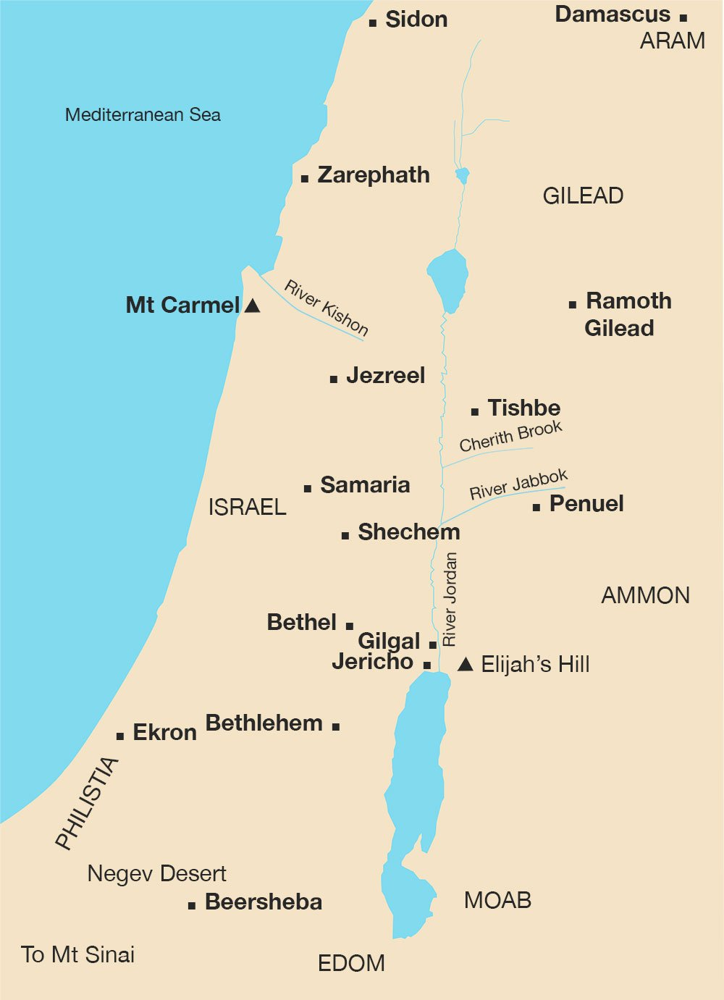 Sidon
Damascus
ARAM
Mediterranean Sea
Zarephath
GILEAD
Mt Carmel
River Kishon
Ramoth
Gilead
Jezreel
Tishbe
Cherith Brook
River Jabbok
Samaria
Penuel
ISRAEL
Shechem
River Jordan
AMMON
Bethel
Gilgal
Jericho
Elijah’s Hill
Bethlehem
Ekron
PHILISTIA
Negev Desert
Beersheba
MOAB
To Mt Sinai
EDOM